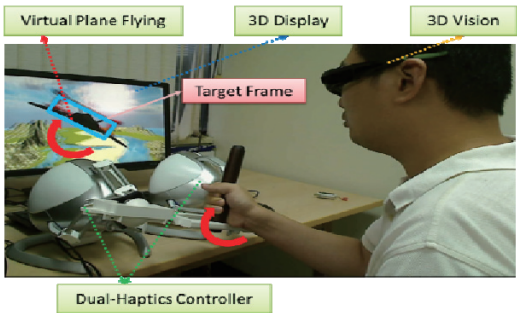 Virtual Plane Flying
3D Display
3D Vision
Target Frame
Dual-Haptics Controller